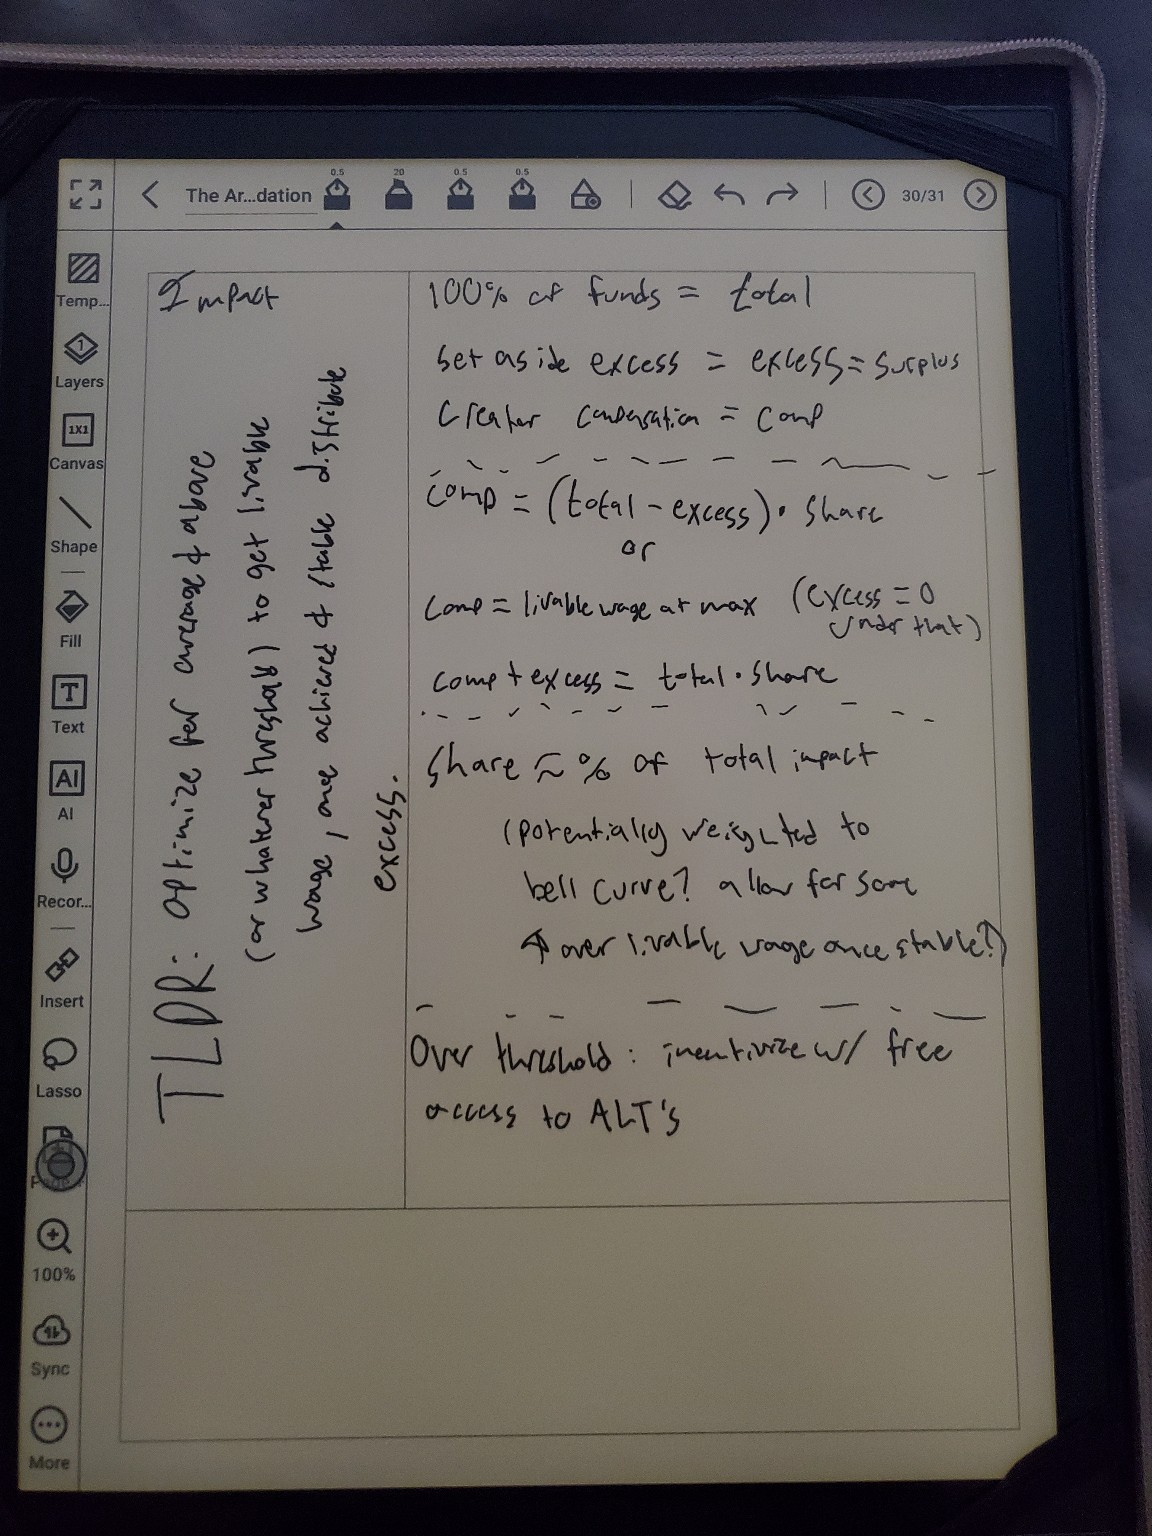 0.5
20
0.5
0.5
The Ar...dation
30/31
Temp...
Layers
1X1
Canvas
Shape
Fill
T
Text
AI
AI
Recor...
Insert
Lasso
Page
100%
Sync
More
Impact
TLDR: optimize for average & above
(or whatever threshold) to get livable
wage, once achieved & stable distribute
excess.
100% of funds = total
Set aside excess = excess = surplus
Creator compensation = comp
comp = (total - excess) • share
or
comp = livable wage at max (excess = 0
under that)
comp + excess = total • share
Share ≈ % of total impact
(potentially weighted to
bell curve? allow for some
↑ over livable wage once stable?)
Over threshold: incentivize w/ free
access to ALT's